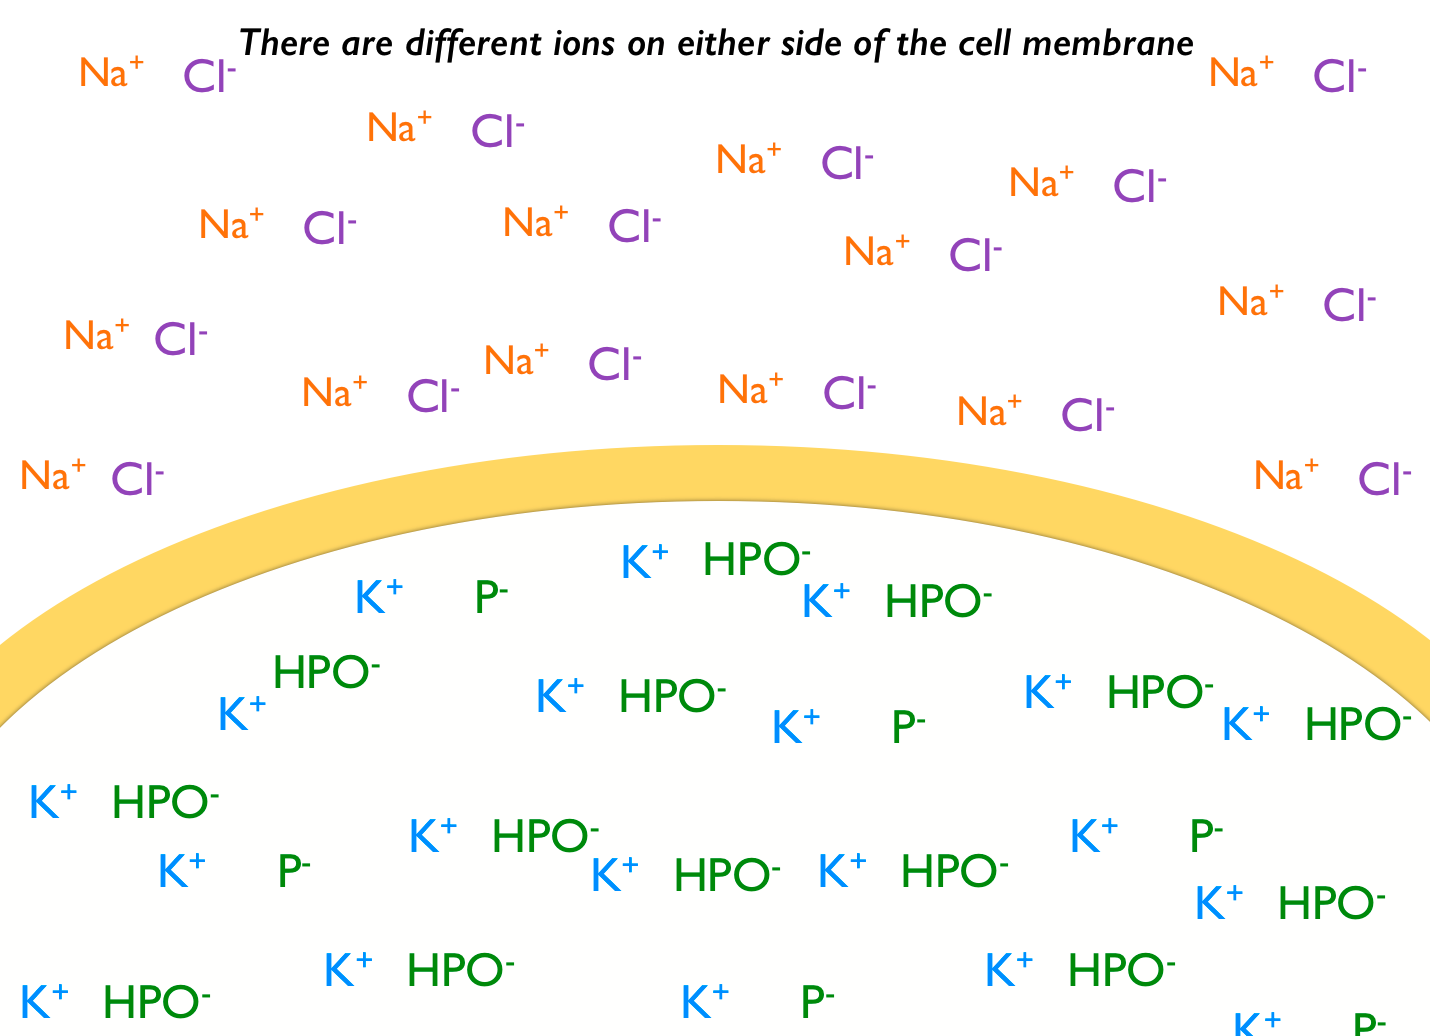 There are different ions on either side of the cell membrane
Na⁺ Cl⁻ Na⁺ Cl⁻
Na⁺ Cl⁻
Na⁺ Cl⁻
Na⁺ Cl⁻
Na⁺ Cl⁻ Na⁺ Cl⁻
Na⁺ Cl⁻
Na⁺ Cl⁻
Na⁺ Cl⁻
Na⁺ Cl⁻
Na⁺ Cl⁻ Na⁺ Cl⁻
Na⁺ Cl⁻
Na⁺ Cl⁻ Na⁺ Cl⁻
K⁺ HPO⁻
K⁺ P⁻ K⁺ HPO⁻
K⁺ HPO⁻
K⁺ HPO⁻ K⁺ HPO⁻
K⁺ P⁻ K⁺ HPO⁻
K⁺ HPO⁻
K⁺ HPO⁻ K⁺ P⁻
K⁺ P⁻ K⁺ HPO⁻ K⁺ HPO⁻
K⁺ HPO⁻
K⁺ HPO⁻ K⁺ HPO⁻
K⁺ HPO⁻ K⁺ P⁻
K⁺ P⁻